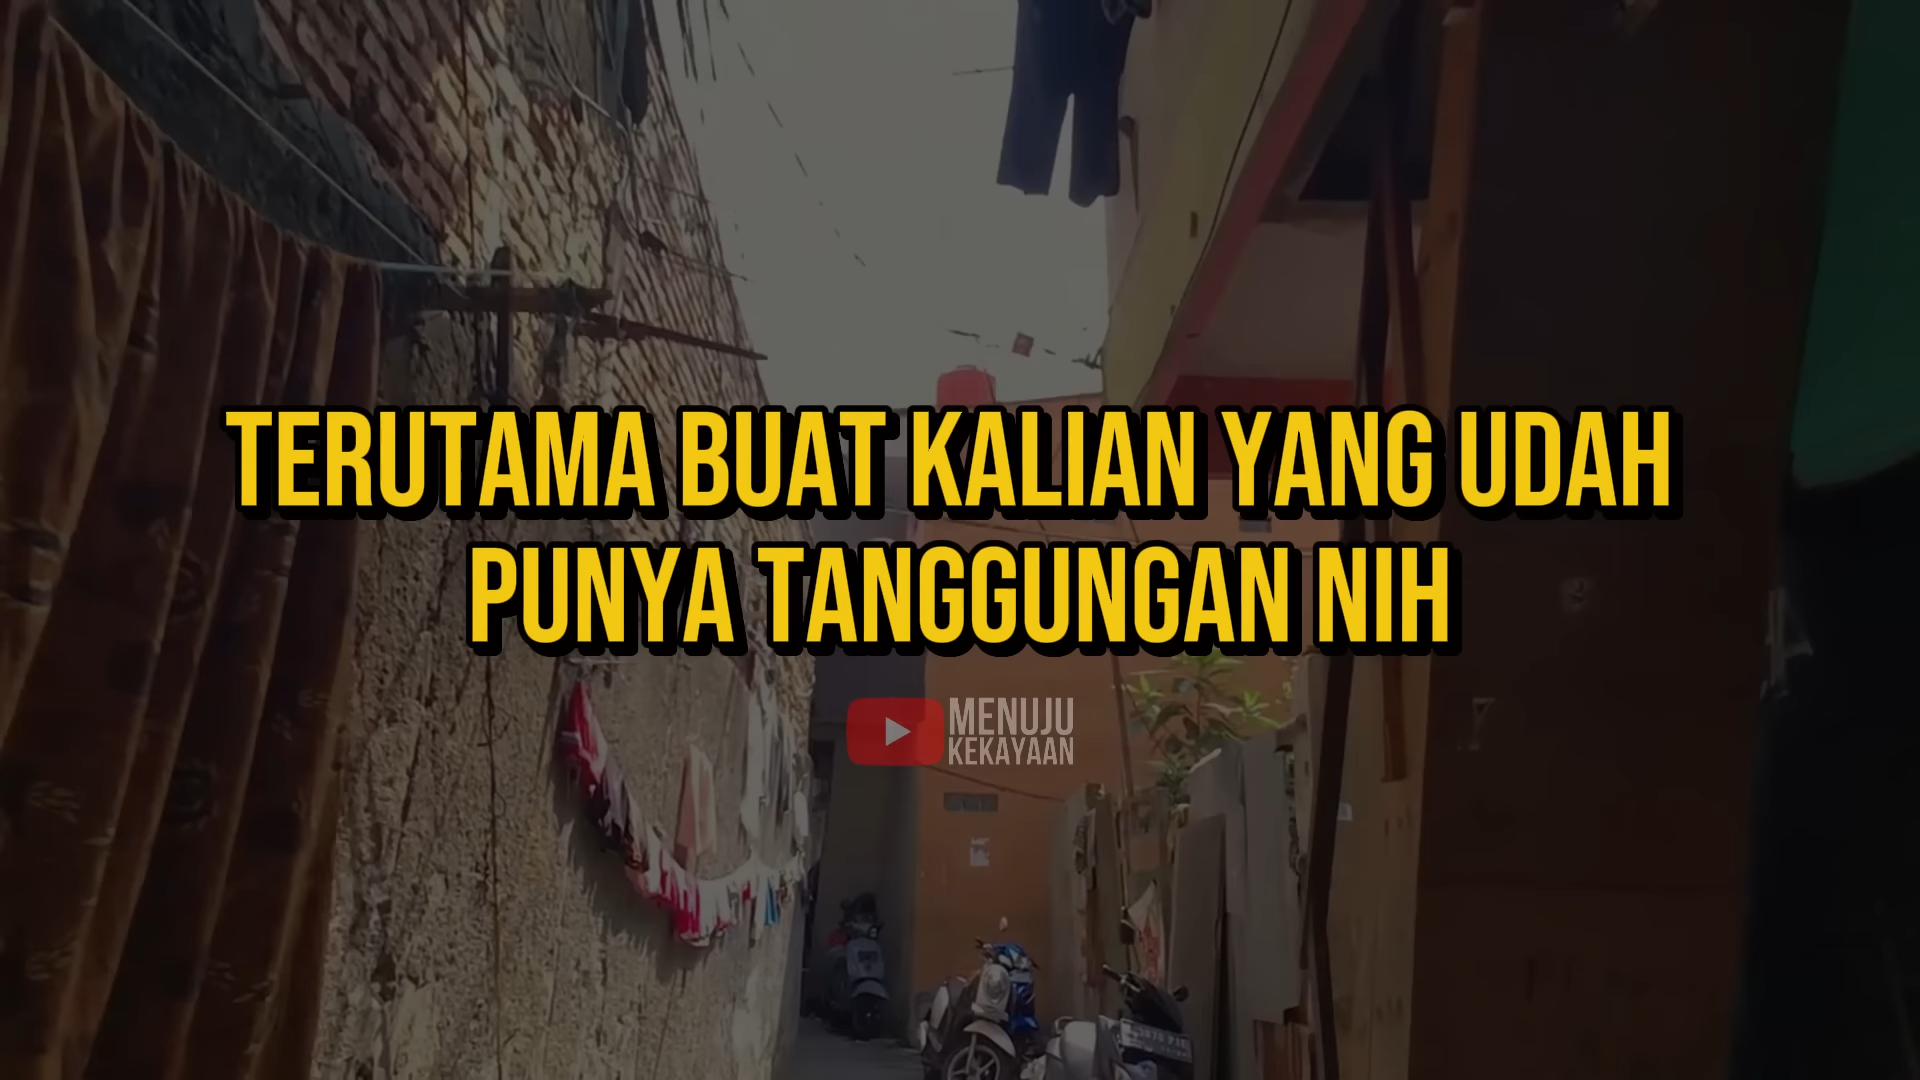 TERUTAMA BUAT KALIAN YANG UDAH
PUNYA TANGGUNGAN NIH
MENUJU
KEKAYAAN